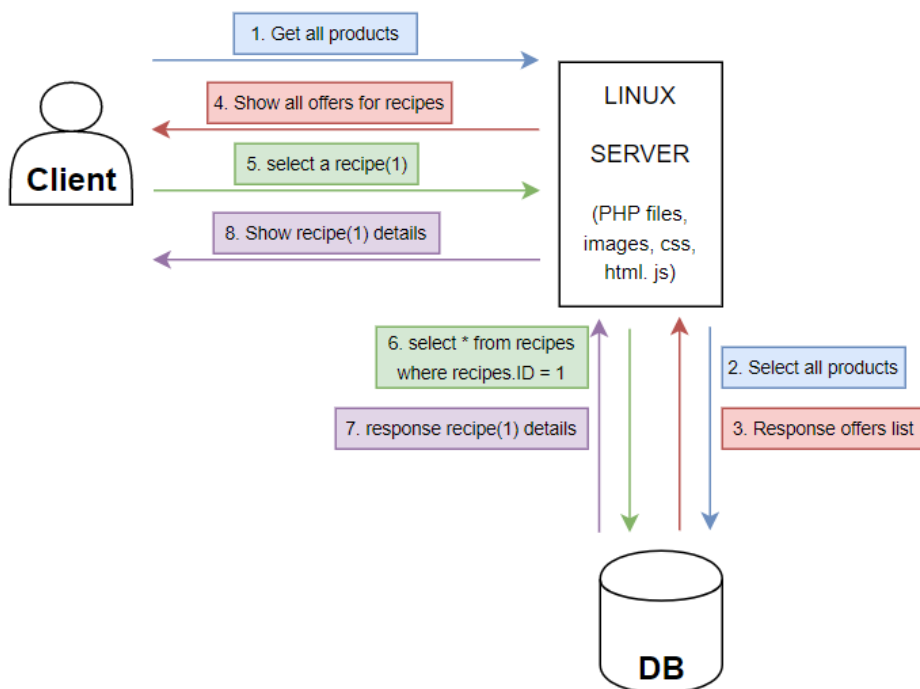 1. Get all products
4. Show all offers for recipes
5. select a recipe(1)
8. Show recipe(1) details
Client
LINUX
SERVER
(PHP files,
images, css,
html. js)
6. select * from recipes
where recipes.ID = 1
7. response recipe(1) details
2. Select all products
3. Response offers list
DB